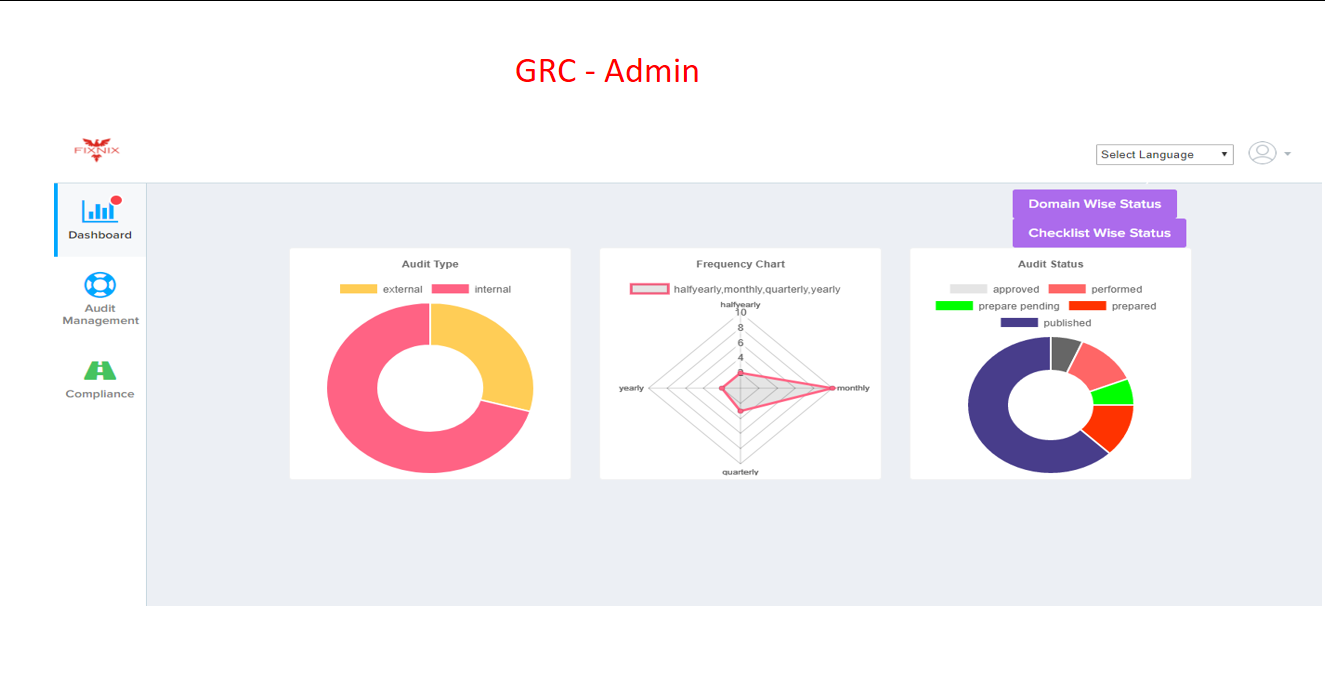 GRC - Admin
FIXNIX
Select Language
Dashboard
Audit
Management
Compliance
Domain Wise Status
Checklist Wise Status
Audit Type
external internal
Frequency Chart
halfyearly,monthly,quarterly,yearly
halfyearly
10
8
6
4
2
yearly
monthly
quarterly
Audit Status
approved performed
prepare pending prepared
published